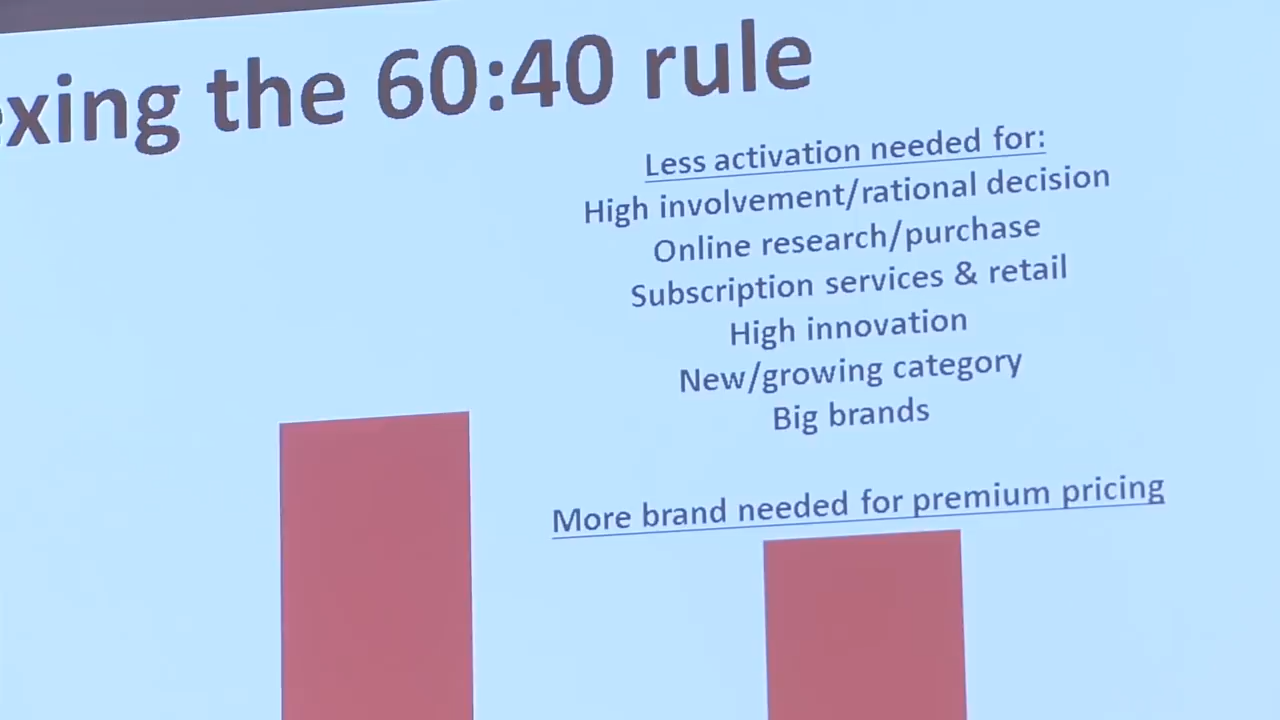 exing the 60:40 rule
Less activation needed for:
High involvement/rational decision
Online research/purchase
Subscription services & retail
High innovation
New/growing category
Big brands
More brand needed for premium pricing